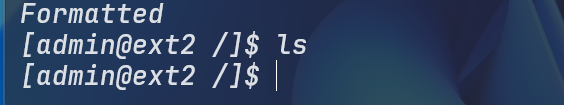 Formatted
[admin@ext2 /]$ ls
[admin@ext2 /]$